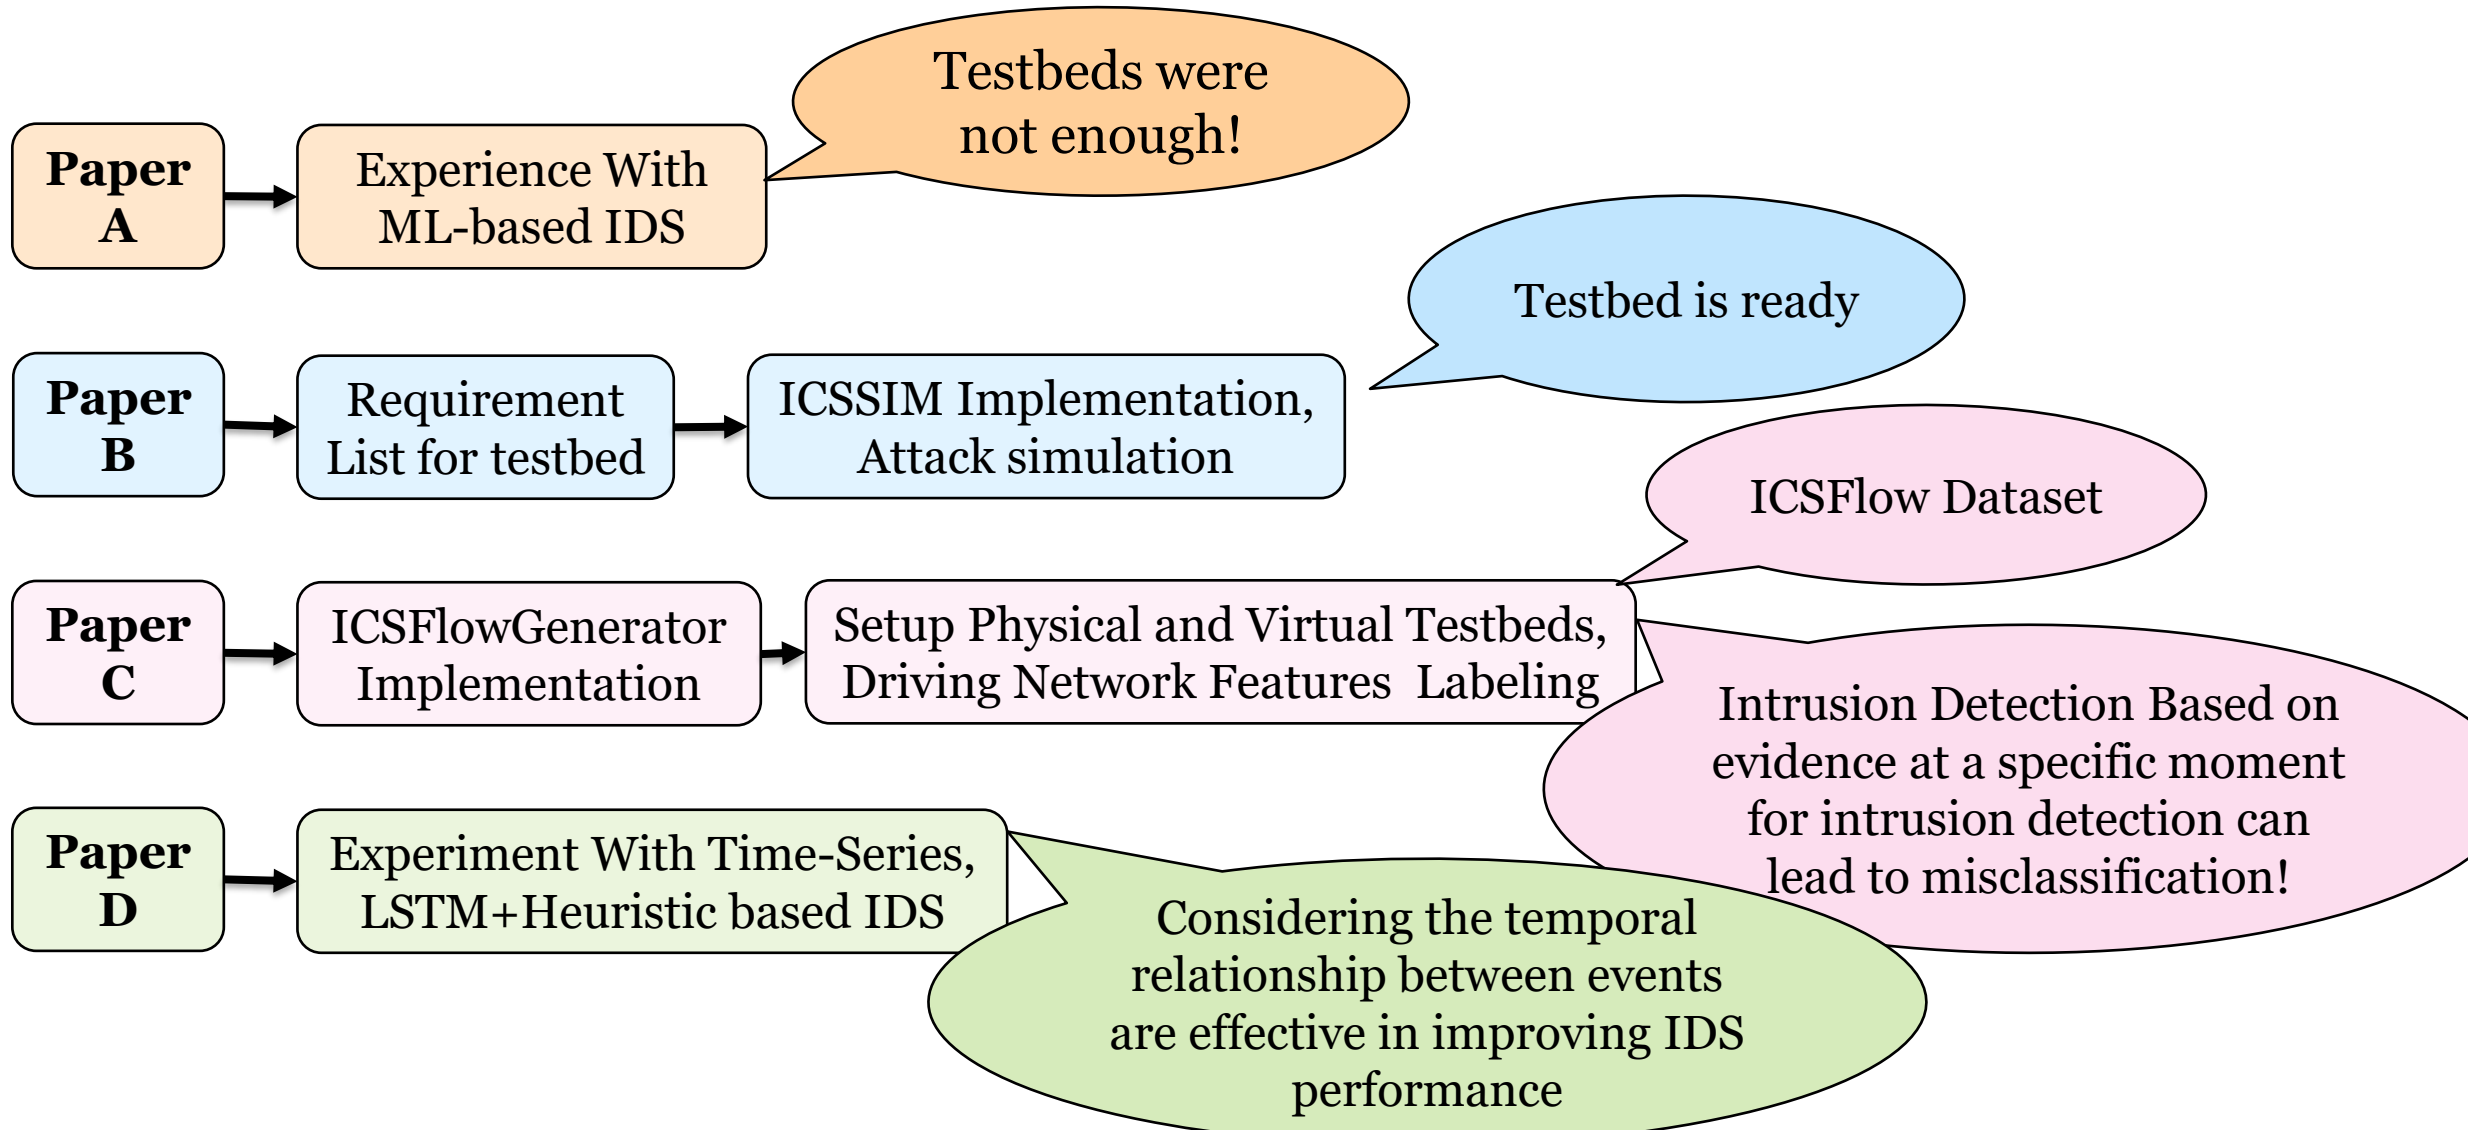 Testbeds were
not enough!
Paper
A
Experience With
ML-based IDS
Testbed is ready
Paper
B
Requirement
List for testbed
ICSSIM Implementation,
Attack simulation
ICSFlow Dataset
Paper
C
ICSFlowGenerator
Implementation
Setup Physical and Virtual Testbeds,
Driving Network Features  Labeling
Intrusion Detection Based on
evidence at a specific moment
for intrusion detection can
lead to misclassification!
Paper
D
Experiment With Time-Series,
LSTM+Heuristic based IDS
Considering the temporal
relationship between events
are effective in improving IDS
performance